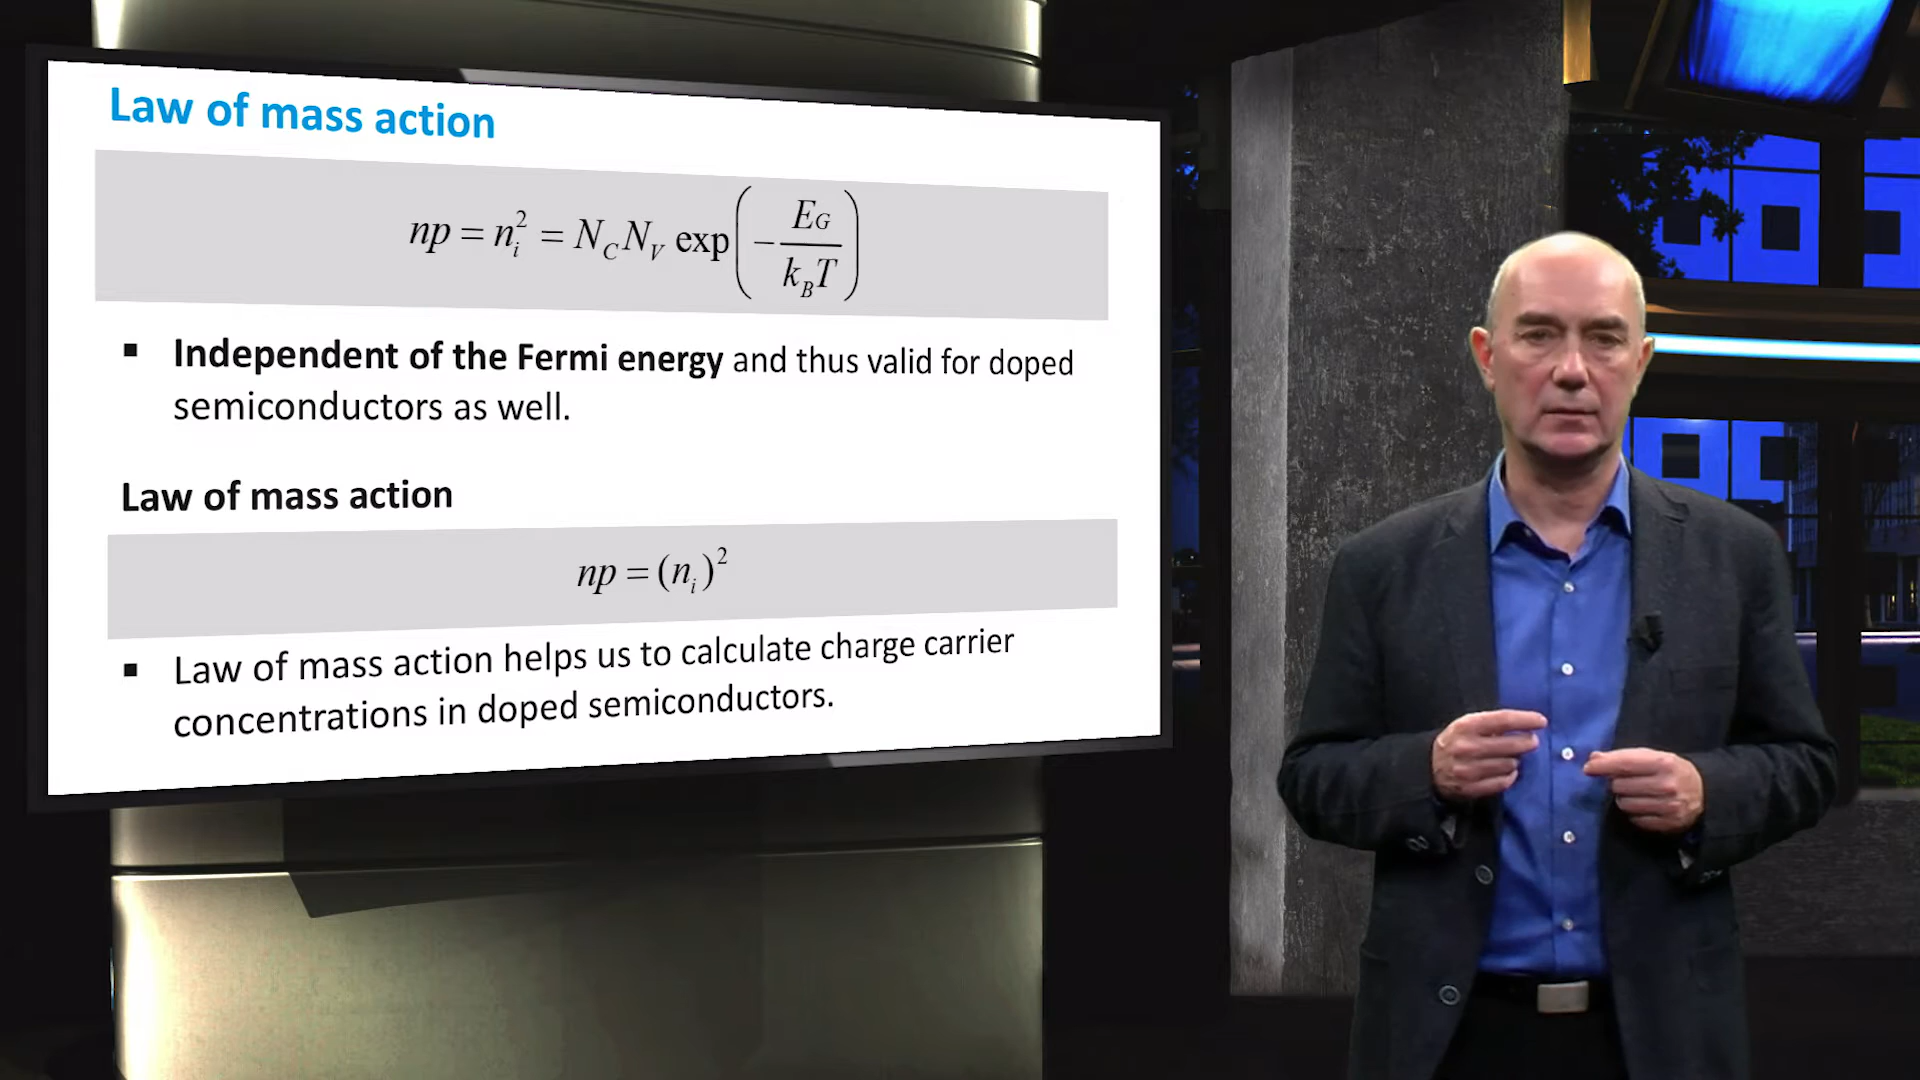 Law of mass action
np = n_i^2 = N_C N_V exp(−E_G / k_B T)
▪ Independent of the Fermi energy and thus valid for doped
semiconductors as well.
Law of mass action
np = (n_i)^2
▪ Law of mass action helps us to calculate charge carrier
concentrations in doped semiconductors.